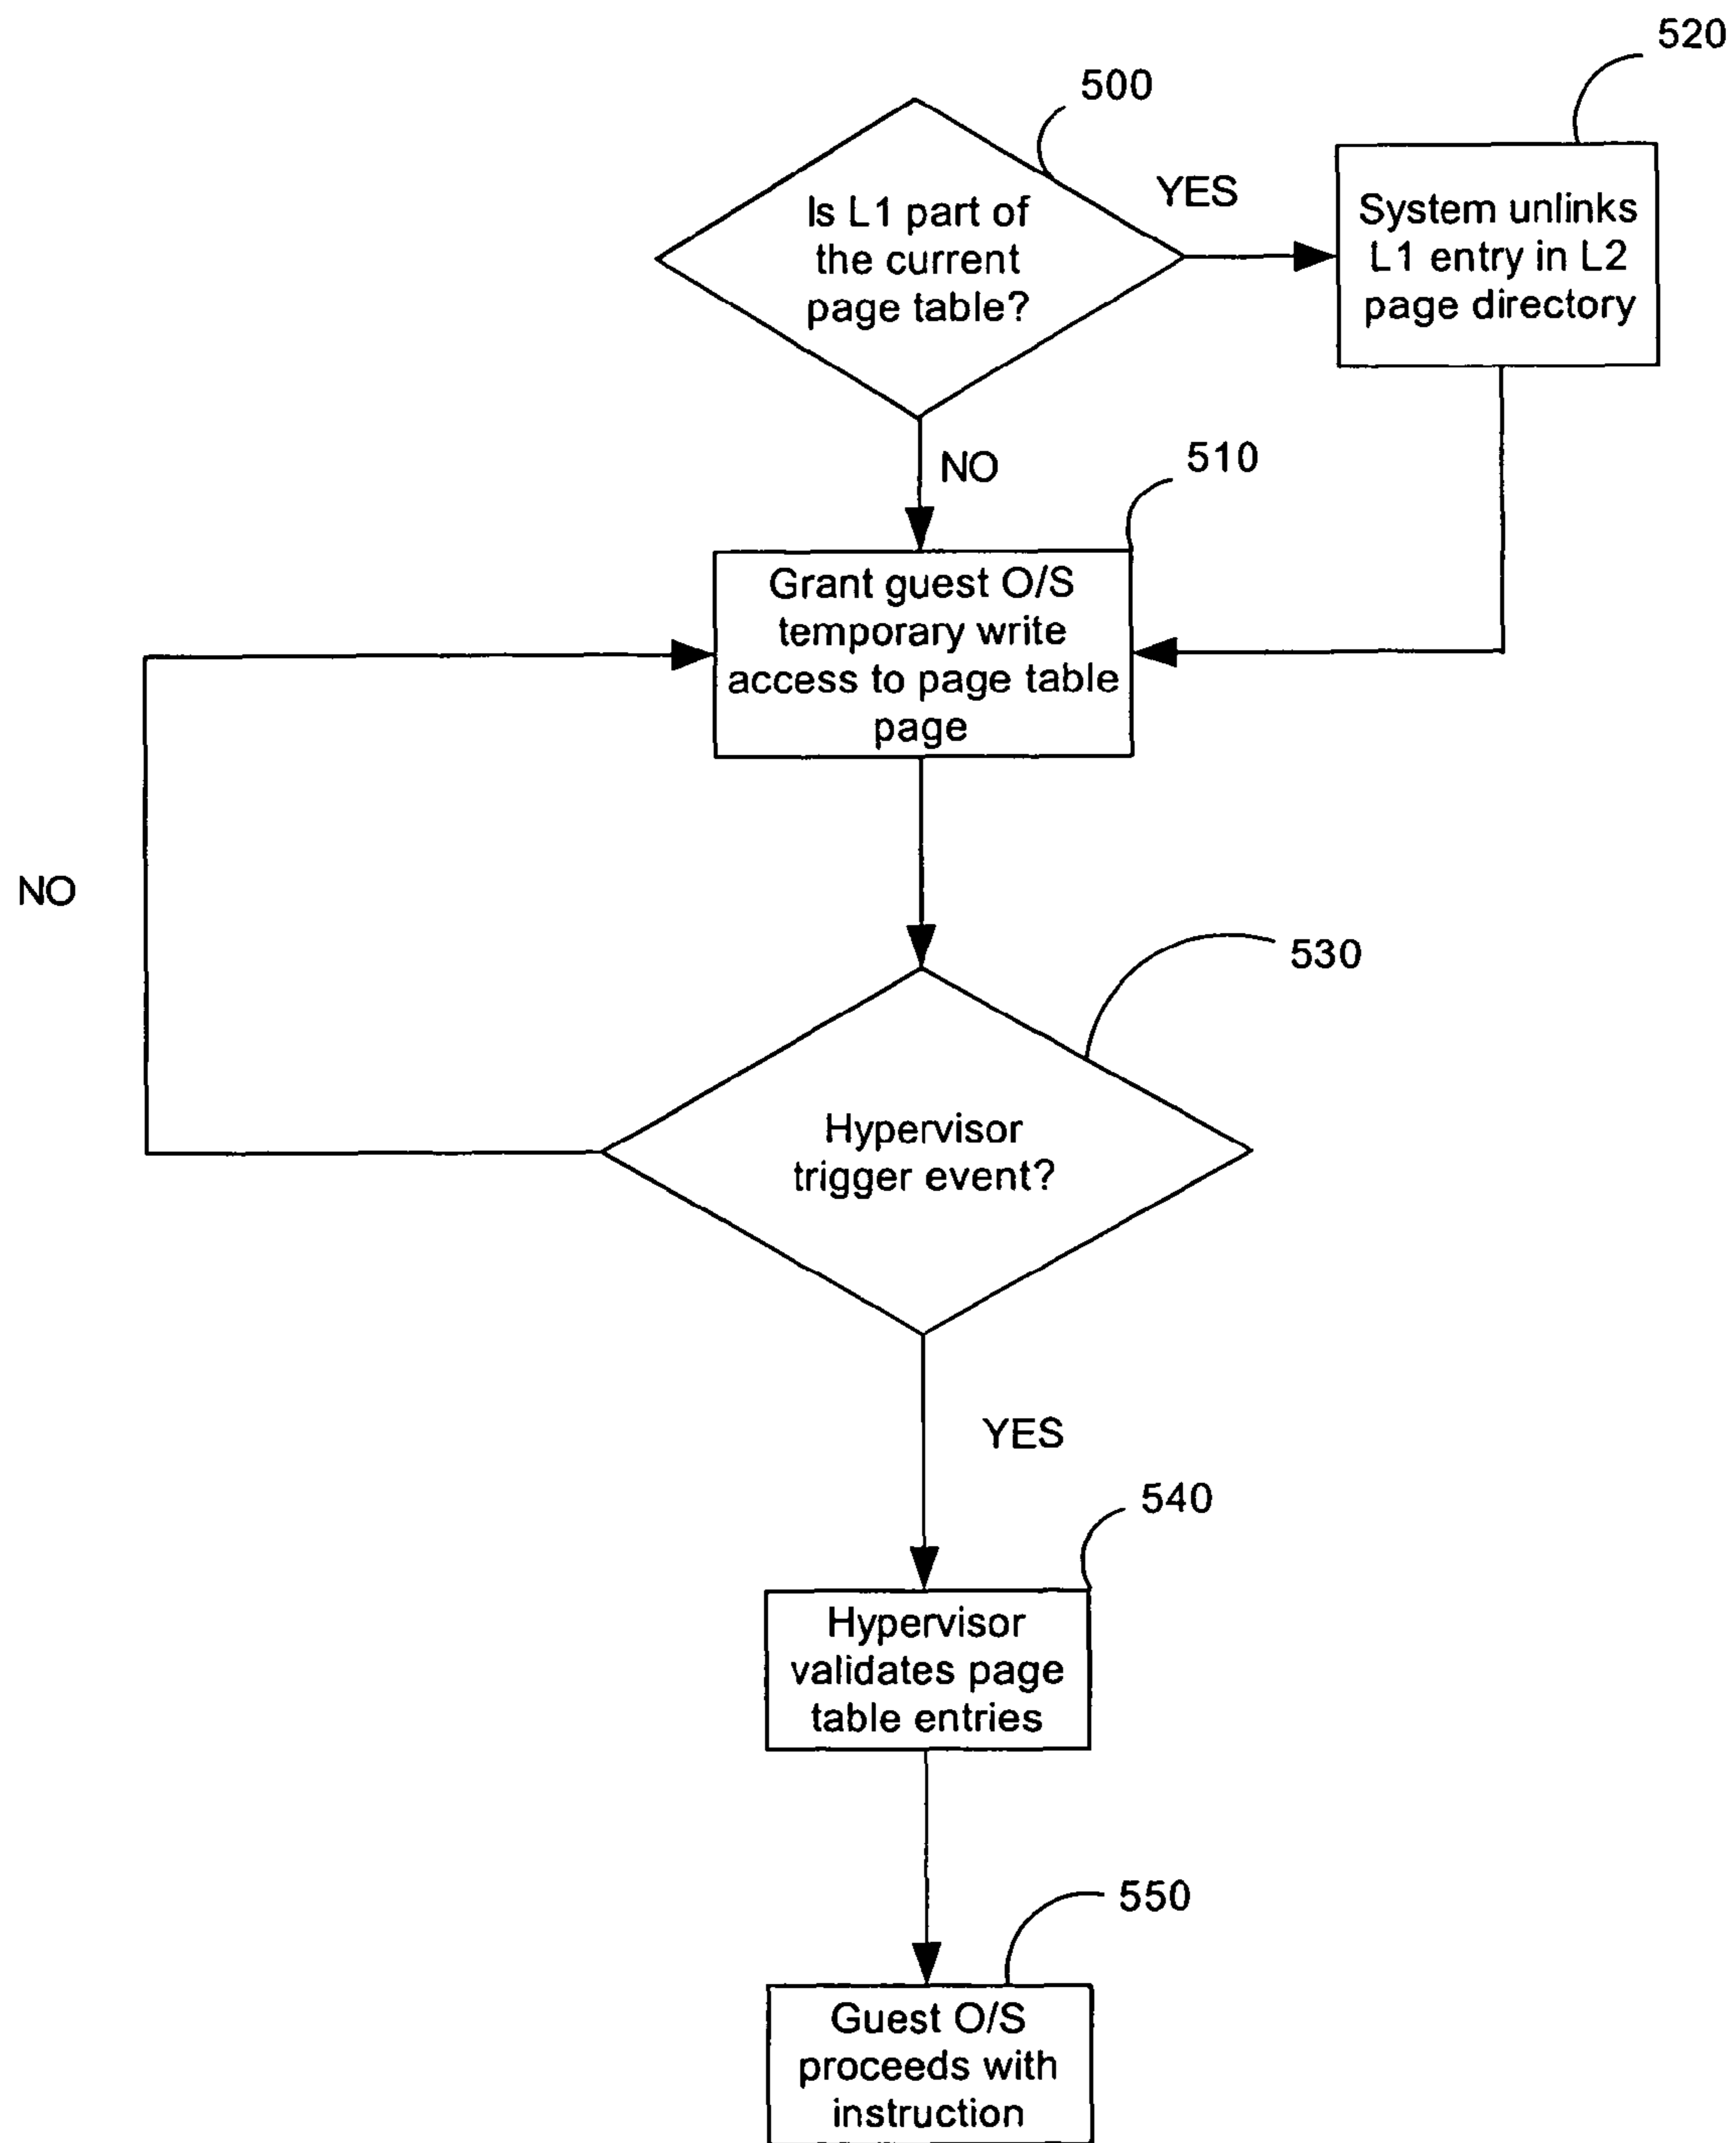 520
500
YES
Is L1 part of
the current
page table?
System unlinks
L1 entry in L2
page directory
NO
510
Grant guest O/S
temporary write
access to page table
page
NO
530
Hypervisor
trigger event?
YES
540
Hypervisor
validates page
table entries
550
Guest O/S
proceeds with
instruction